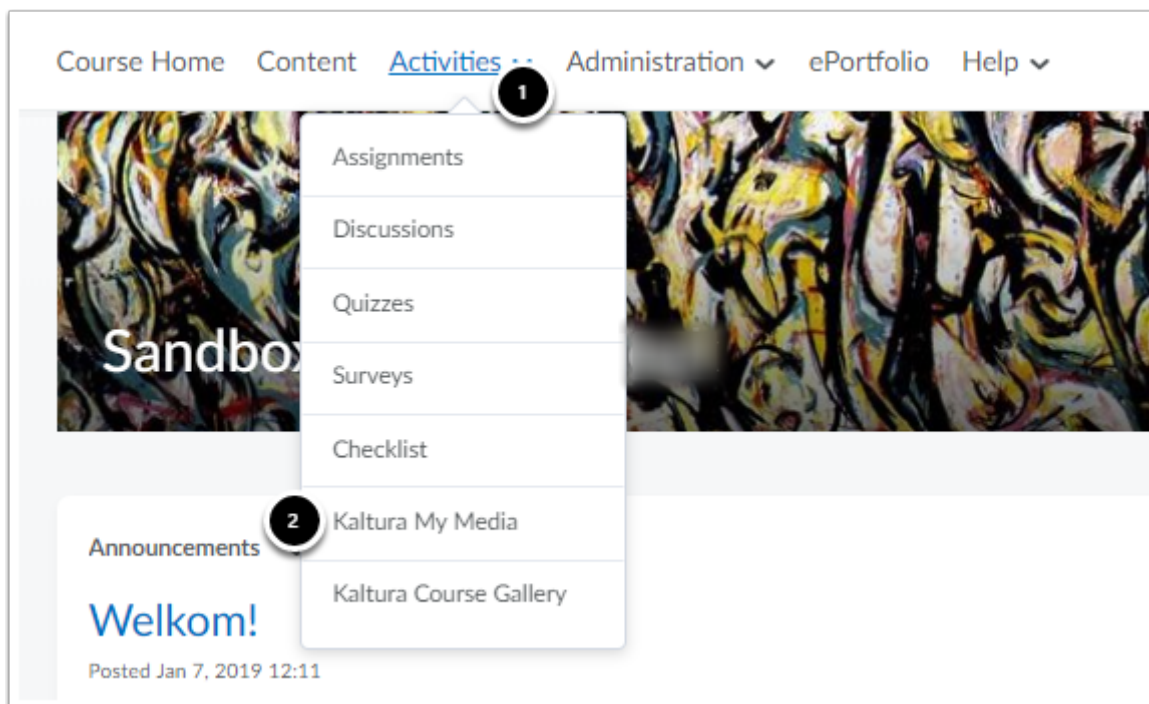 Course Home Content Activities Administration ePortfolio Help
1
Assignments
Discussions
Quizzes
Sandbox
Surveys
Checklist
2 Kaltura My Media
Announcements
Kaltura Course Gallery
Welkom!
Posted Jan 7, 2019 12:11